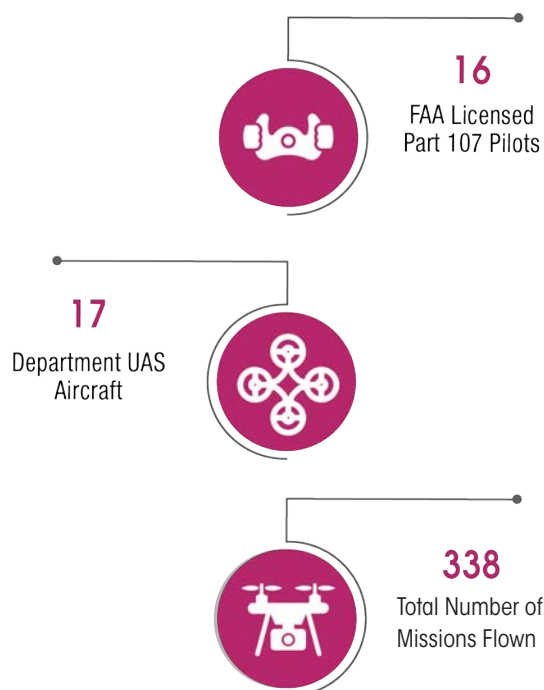 16
FAA Licensed
Part 107 Pilots
17
Department UAS
Aircraft
338
Total Number of
Missions Flown